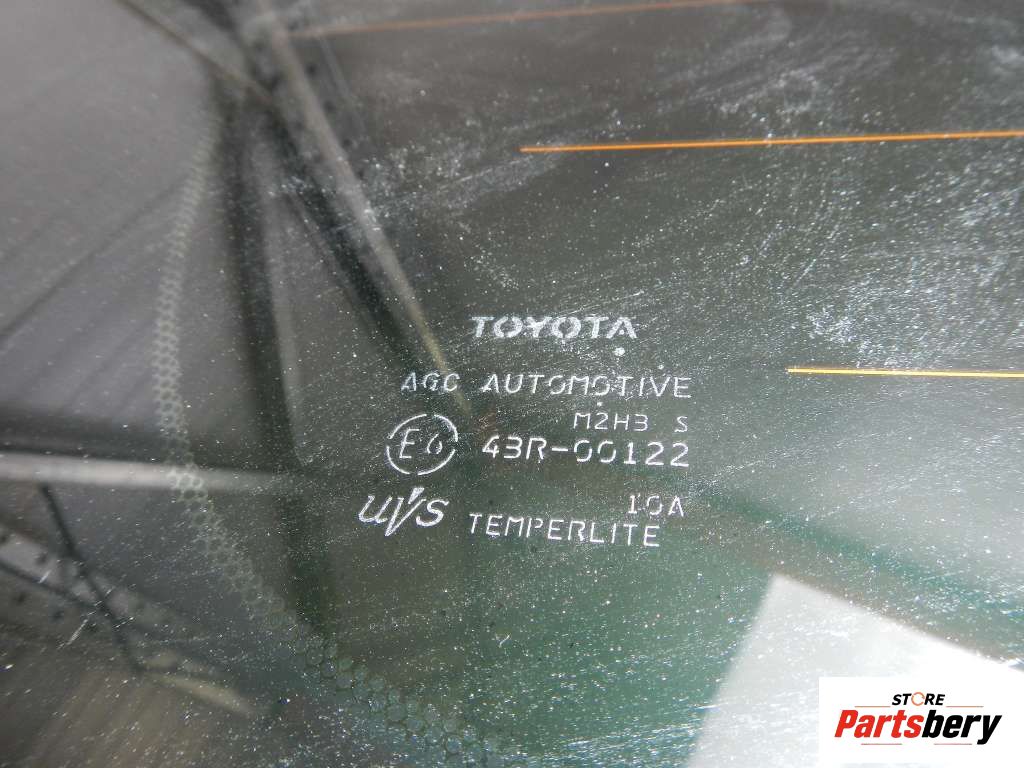 TOYOTA
AGC AUTOMOTIVE
M2H3 S
E6 43R-00122
UVS 10A
TEMPERLITE
STORE
Partsbery